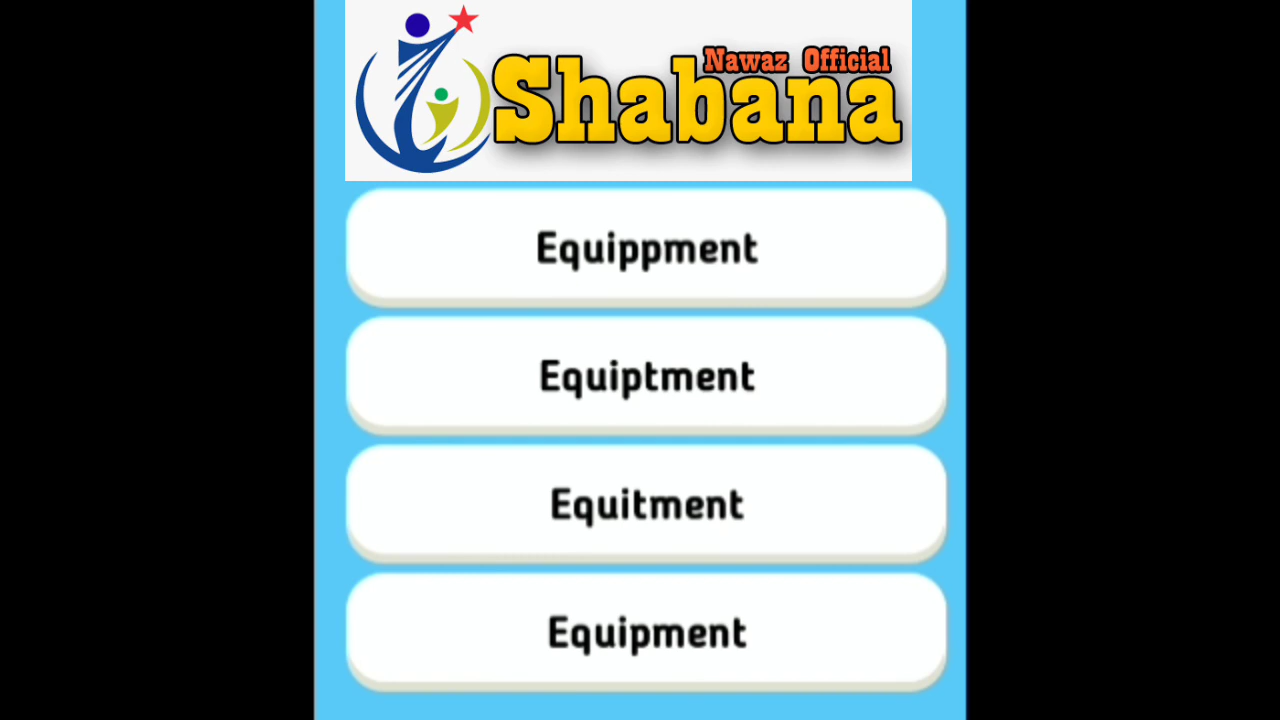 Nawaz Official
Shabana
Equippment
Equiptment
Equitment
Equipment